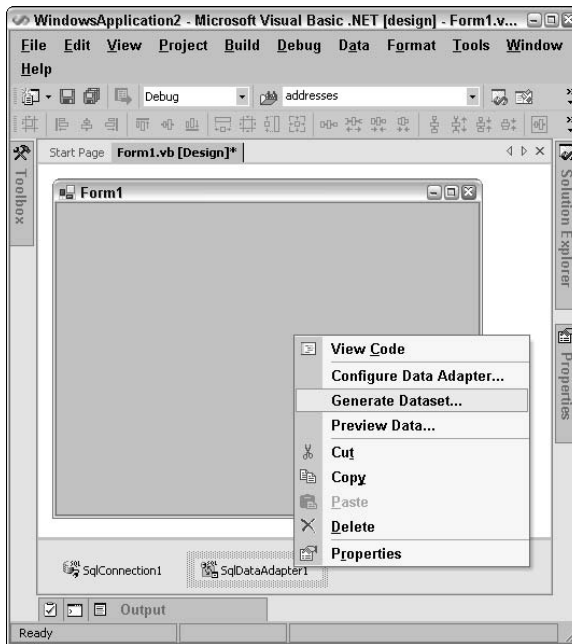 WindowsApplication2 - Microsoft Visual Basic .NET [design] - Form1.v...
File Edit View Project Build Debug Data Format Tools Window
Help
Debug addresses
Start Page Form1.vb [Design]*
Toolbox
Form1
Solution Explorer
Properties
View Code
Configure Data Adapter...
Generate Dataset...
Preview Data...
Cut
Copy
Paste
Delete
Properties
SqlConnection1 SqlDataAdapter1
Output
Ready